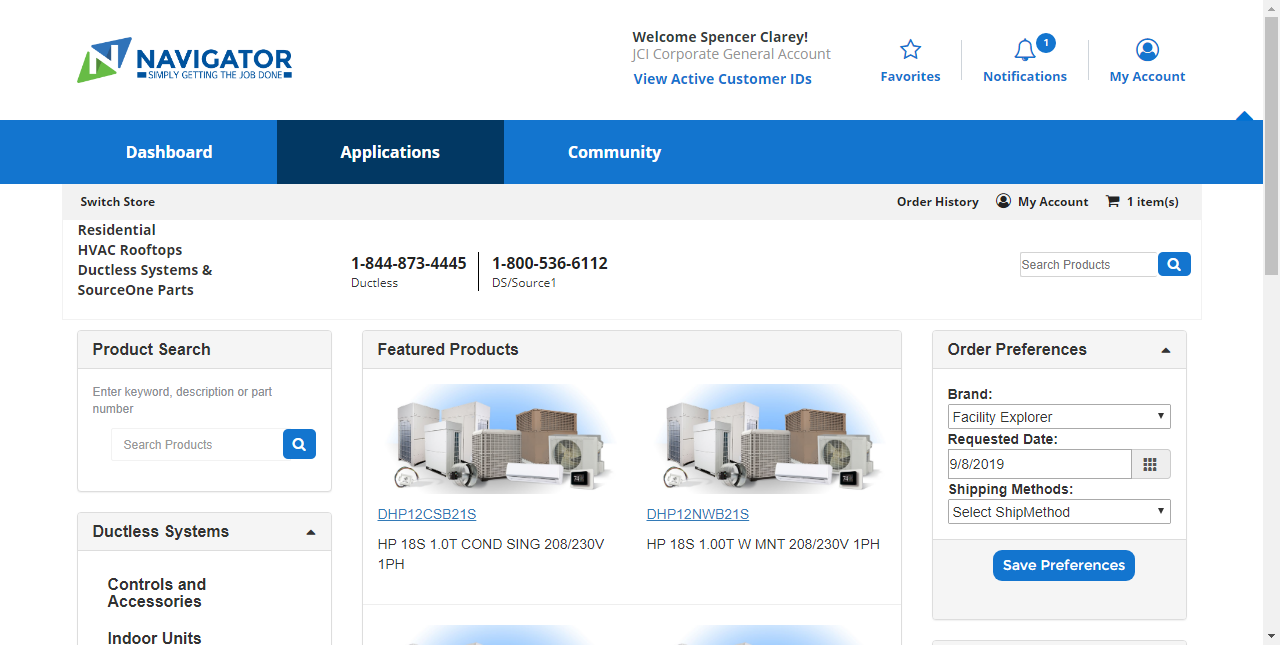 NAVIGATOR
SIMPLY GETTING THE JOB DONE
Welcome Spencer Clarey!
JCI Corporate General Account
View Active Customer IDs
Favorites
1
Notifications
My Account
Dashboard
Applications
Community
Switch Store
Order History
My Account
1 item(s)
Residential
HVAC Rooftops
Ductless Systems &
SourceOne Parts
1-844-873-4445
Ductless
1-800-536-6112
DS/Source1
Search Products
Product Search
Enter keyword, description or part
number
Search Products
Ductless Systems
Controls and
Accessories
Indoor Units
Featured Products
DHP12CSB21S
HP 18S 1.0T COND SING 208/230V
1PH
DHP12NWB21S
HP 18S 1.00T W MNT 208/230V 1PH
Order Preferences
Brand:
Facility Explorer
Requested Date:
9/8/2019
Shipping Methods:
Select ShipMethod
Save Preferences